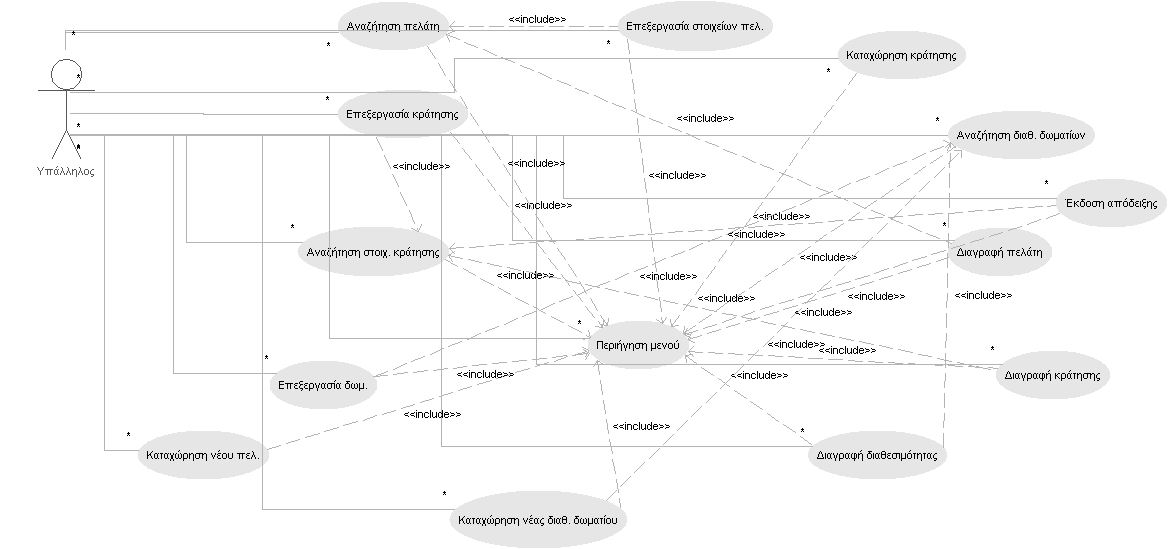 <<include>>
Αναζήτηση πελάτη
Επεξεργασία στοιχείων πελ.
*
*
*
Καταχώρηση κράτησης
*
*
*
Επεξεργασία κράτησης
<<include>>
*
*
Αναζήτηση διαθ. δωματίων
*
Υπάλληλος
<<include>>
<<include>>
<<include>>
*
Έκδοση απόδειξης
<<include>>
<<include>>
*
*
<<include>>
Αναζήτηση στοιχ. κράτησης
Διαγραφή πελάτη
<<include>>
<<include>>
<<include>>
<<include>>
<<include>>
<<include>>
*
Περιήγηση μενού
<<include>>
<<include>>
*
*
<<include>>
<<include>>
Διαγραφή κράτησης
Επεξεργασία δωμ.
<<include>>
<<include>>
*
*
Καταχώρηση νέου πελ.
Διαγραφή διαθεσιμότητας
*
Καταχώρηση νέας διαθ. δωματίου